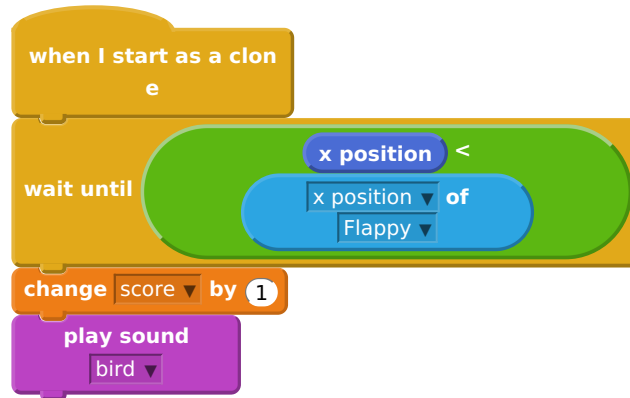 when I start as a clon
e
x position <
wait until
x position ▼ of
Flappy ▼
change score ▼ by 1
play sound
bird ▼